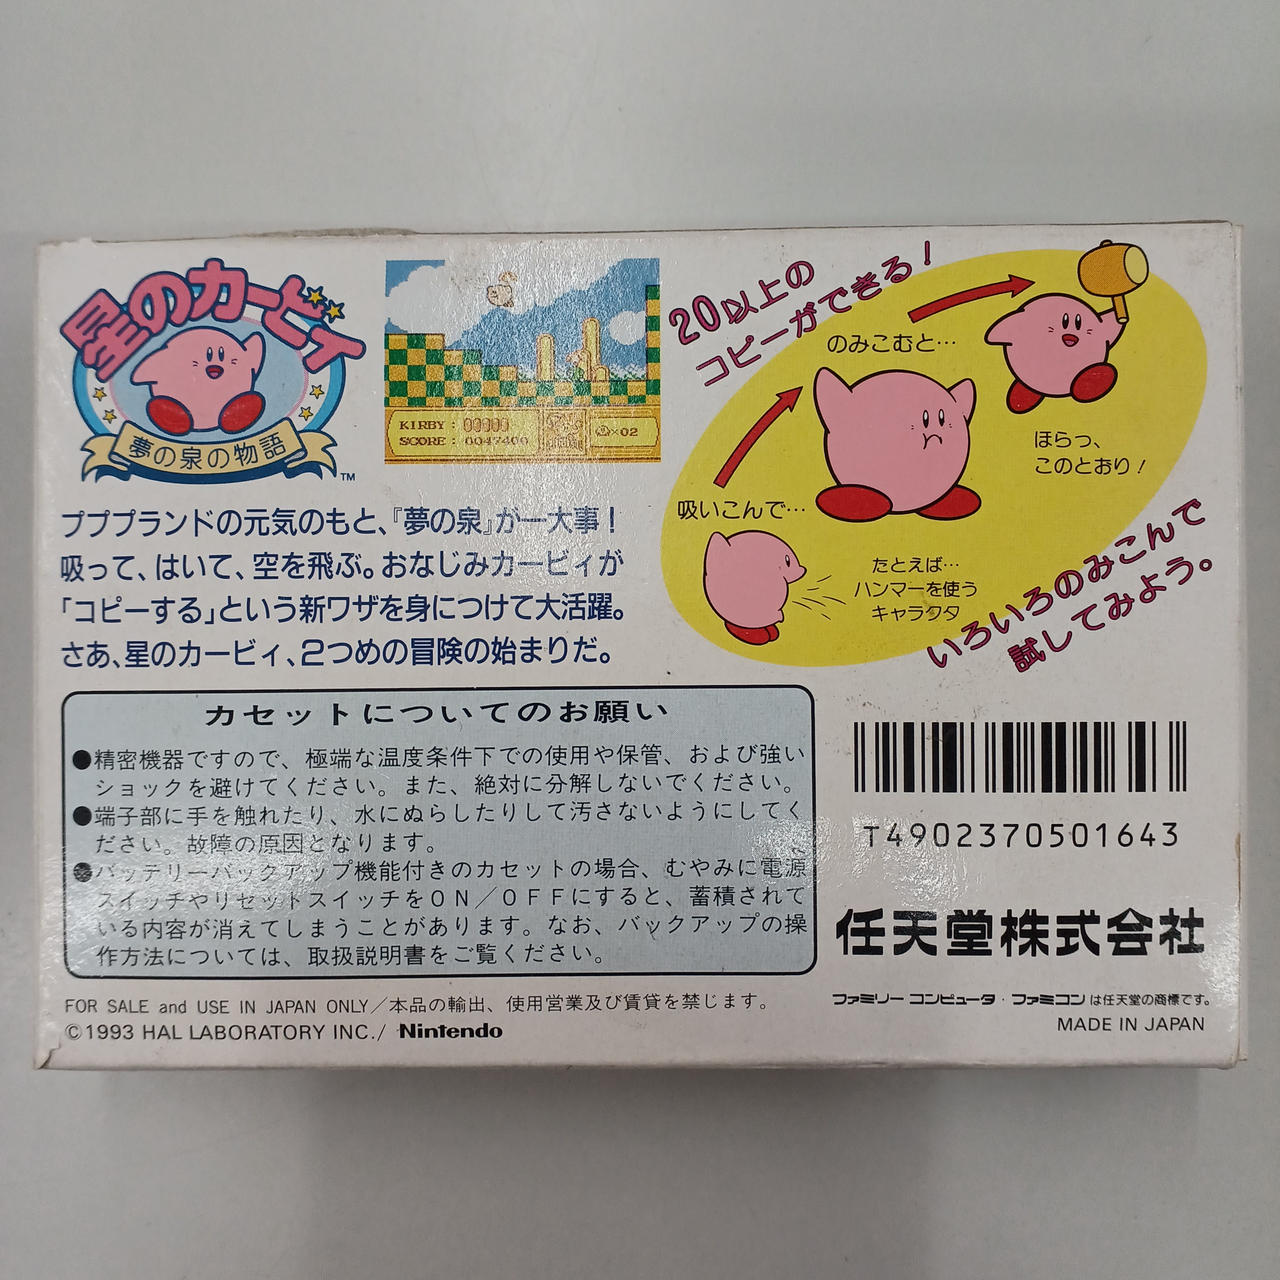 星のカービィ
夢の泉の物語
TM
KIRBY :
SCORE : 0047400
×02
プププランドの元気のもと、『夢の泉』が一大事！
吸って、はいて、空を飛ぶ。おなじみカービィが
「コピーする」という新ワザを身につけて大活躍。
さあ、星のカービィ、2つめの冒険の始まりだ。
20以上の
コピーができる！
吸いこんで…
のみこむと…
ほらっ、
このとおり！
たとえば…
ハンマーを使う
キャラクタ
いろいろのみこんで
試してみよう。
カセットについてのお願い
●精密機器ですので、極端な温度条件下での使用や保管、および強い
ショックを避けてください。また、絶対に分解しないでください。
●端子部に手を触れたり、水にぬらしたりして汚さないようにしてく
ださい。故障の原因となります。
●バッテリーバックアップ機能付きのカセットの場合、むやみに電源
スイッチやリセットスイッチをON／OFFにすると、蓄積されて
いる内容が消えてしまうことがあります。なお、バックアップの操
作方法については、取扱説明書をご覧ください。
FOR SALE and USE IN JAPAN ONLY／本品の輸出、使用営業及び賃貸を禁じます。
©1993 HAL LABORATORY INC./ Nintendo
T4902370501643
任天堂株式会社
ファミリーコンピュータ・ファミコンは任天堂の商標です。
MADE IN JAPAN